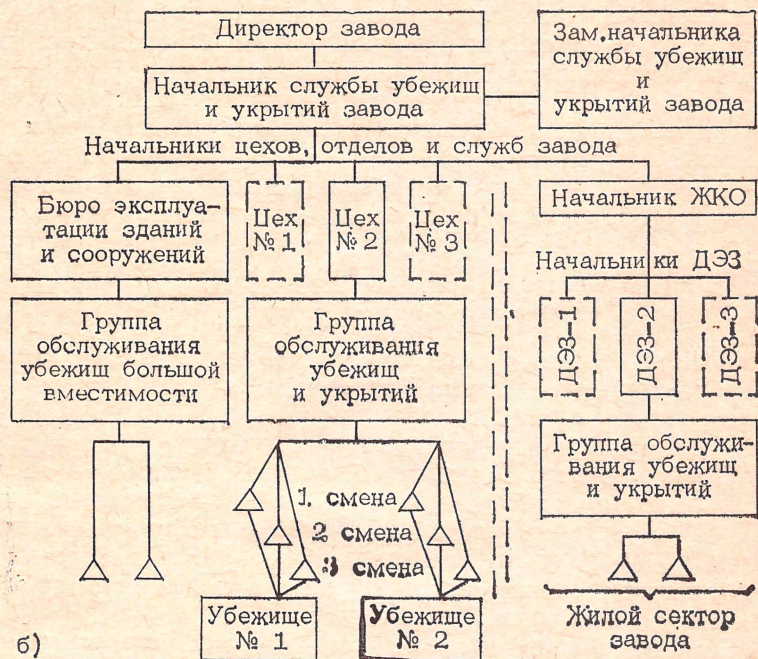 Директор завода
Зам.начальника
службы убежищ
и
укрытий завода
Начальник службы убежищ
и укрытий завода
Начальники цехов, отделов и служб завода
Бюро эксплуа-
тации зданий
и сооружений
Цех
№ 1
Цех
№ 2
Цех
№ 3
Начальник ЖКО
Начальники ДЭЗ
Группа
обслуживания
убежищ большой
вместимости
Группа
обслуживания
убежищ
и укрытий
ДЭЗ-1
ДЭЗ-2
ДЭЗ-3
Группа обслужи-
вания убежищ
и укрытий
1. смена
2 смена
3 смена
Убежище
№ 1
Убежище
№ 2
Жилой сектор
завода
б)